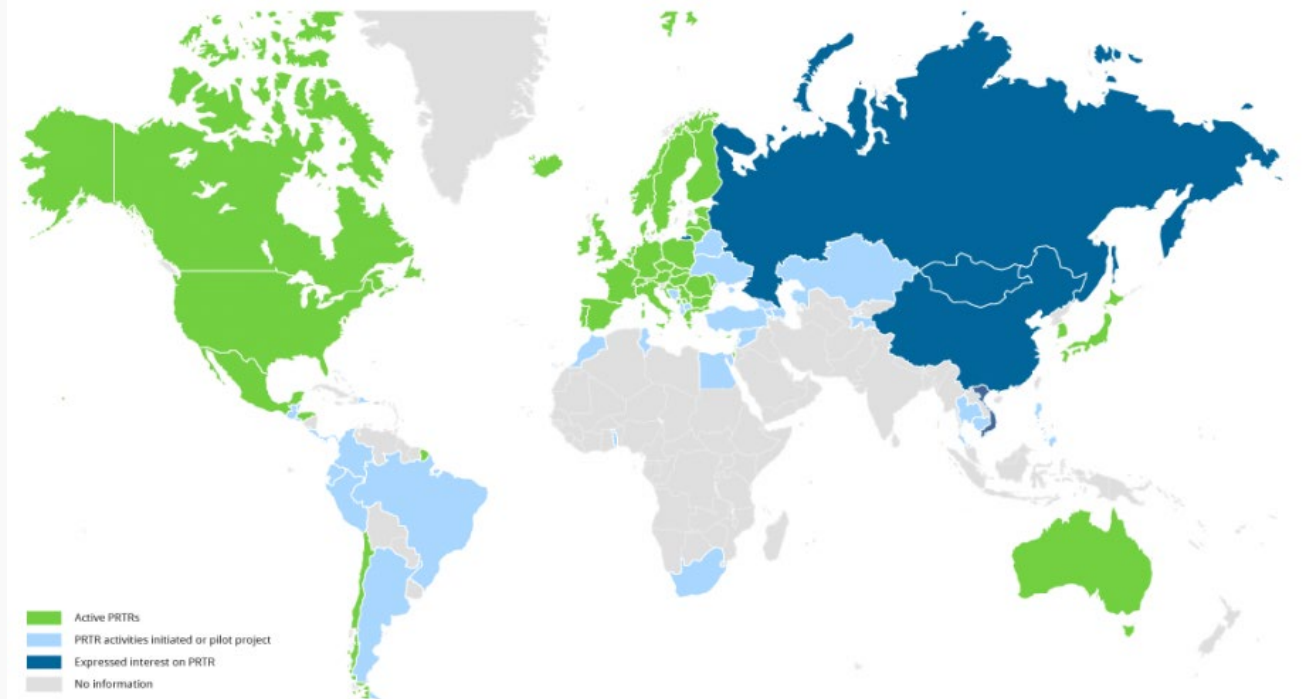 Active PRTRs
PRTR activities initiated or pilot project
Expressed interest on PRTR
No information